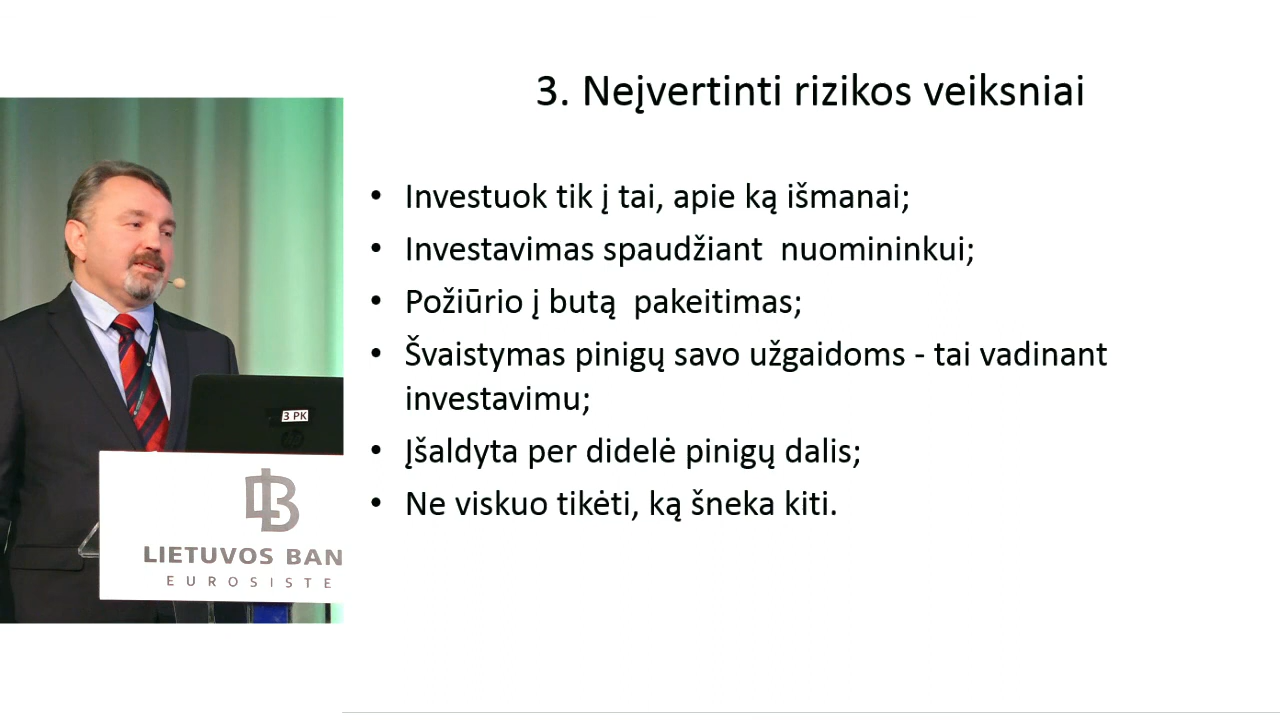 3. Neįvertinti rizikos veiksniai
• Investuok tik į tai, apie ką išmanai;
• Investavimas spaudžiant  nuomininkui;
• Požiūrio į butą  pakeitimas;
• Švaistymas pinigų savo užgaidoms - tai vadinant
investavimu;
• Įšaldyta per didelė pinigų dalis;
• Ne viskuo tikėti, ką šneka kiti.
3 PK
LIETUVOS BAN
EUROSISTE